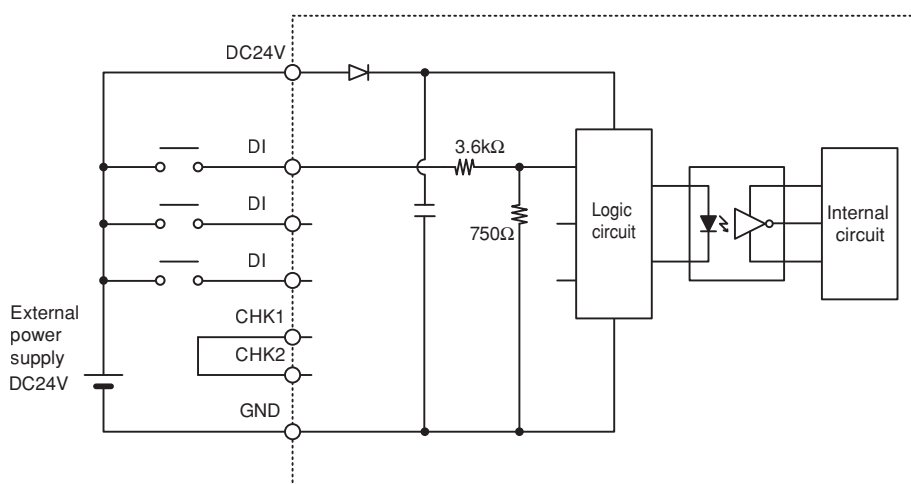 DC24V
DI
3.6kΩ
DI
750Ω
Logic
circuit
Internal
circuit
DI
CHK1
External
power
supply
DC24V
CHK2
GND